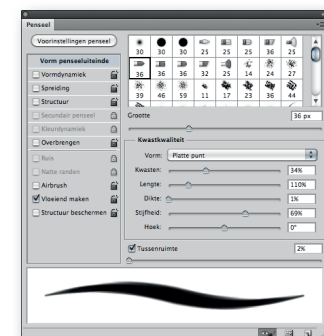 Penseel
Voorinstellingen penseel
Vorm penseeluiteinde
Vormdynamiek
Spreiding
Structuur
Secundair penseel
Kleurdynamiek
Overbrengen
Ruis
Natte randen
Airbrush
Vloeiend maken
Structuur beschermen
30 30 30 25 25 25 25
36 36 36 32 25 14 24 27
39 46 59 11 17 23 36 44
Grootte 36 px
Kwastkwaliteit
Vorm: Platte punt
Kwasten: 34%
Lengte: 110%
Dikte: 1%
Stijfheid: 69%
Hoek: 0°
Tussenruimte 2%